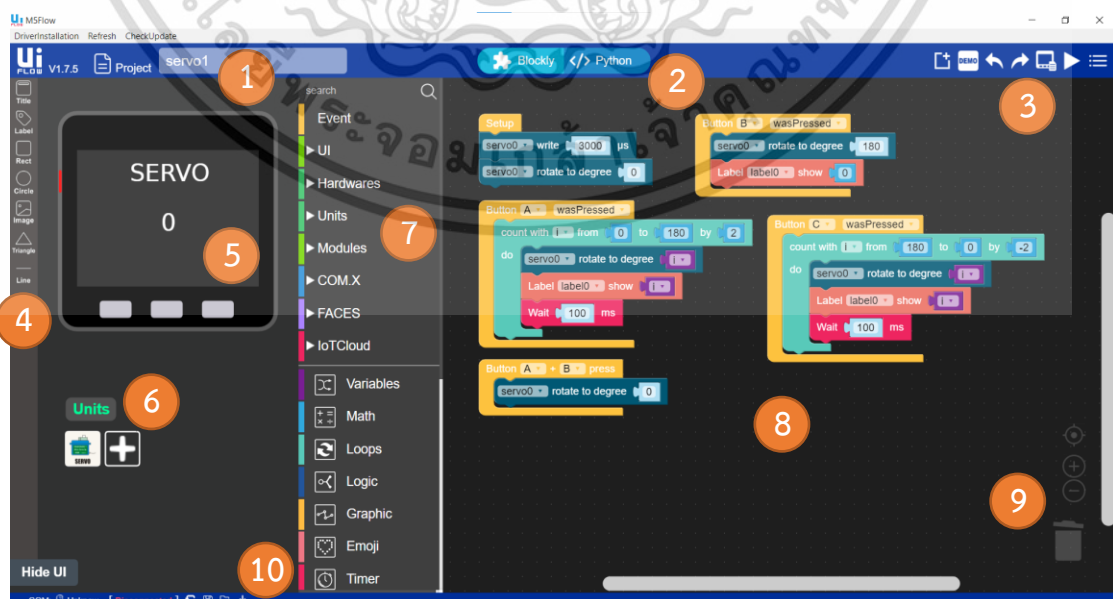 M5Flow
DriverInstallation Refresh CheckUpdate
Ui FLOW V1.7.5 Project servo1
Blockly </> Python
DEMO
1
2
3
Title
Label
Rect
Circle
Image
Triangle
Line
SERVO
0
5
4
Units
6
SERVO
Hide UI
search
Event
UI
Hardwares
Units
Modules
COM.X
FACES
IoTCloud
7
Variables
Math
Loops
Logic
Graphic
Emoji
Timer
10
Setup
servo0 write 3000 µs
servo0 rotate to degree 0
Button A wasPressed
count with i from 0 to 180 by 2
do servo0 rotate to degree i
Label label0 show i
Wait 100 ms
Button A + B press
servo0 rotate to degree 0
Button B wasPressed
servo0 rotate to degree 180
Label label0 show 0
Button C wasPressed
count with i from 180 to 0 by -2
do servo0 rotate to degree i
Label label0 show i
Wait 100 ms
8
9